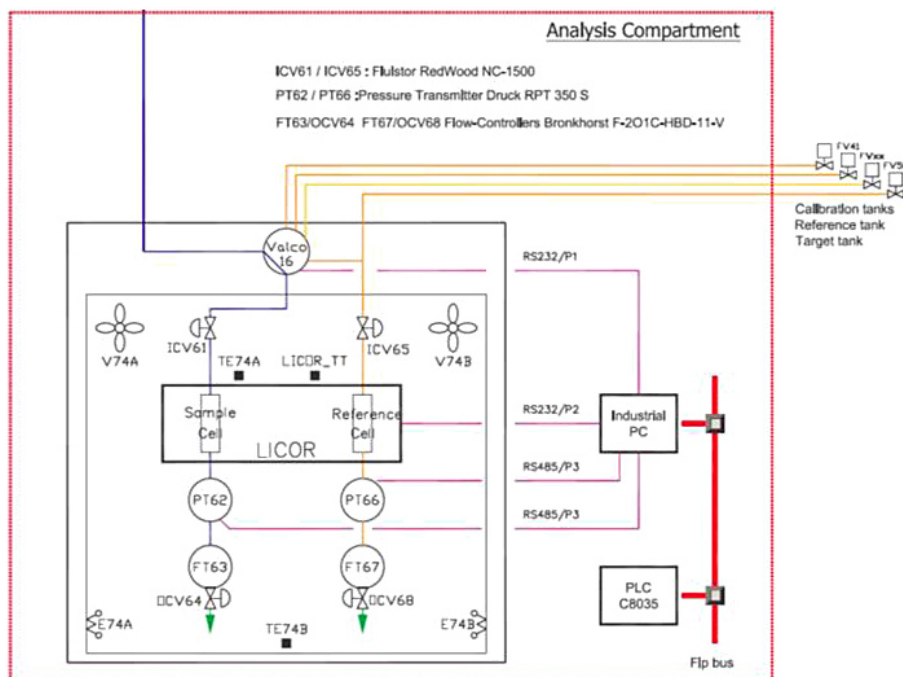 Analysis Compartment
ICV61 / ICV65 : Flulstor RedWood NC-1500
PT62 / PT66 :Pressure Transmitter Druck RPT 350 S
FT63/OCV64 FT67/OCV68 Flow-Controllers Bronkhorst F-201C-HBD-11-V
FV41
FVxx
Calibration tanks
Reference tank
Target tank
Valco
16
RS232/P1
V74A
ICV61
ICV65
V74B
TE74A
LICOR_TT
Sample
Cell
Reference
Cell
LICOR
RS232/P2
Industrial
PC
RS485/P3
PT62
PT66
RS485/P3
FT63
FT67
OCV64
OCV68
PLC
C8035
E74A
E74B
TE74B
Fip bus